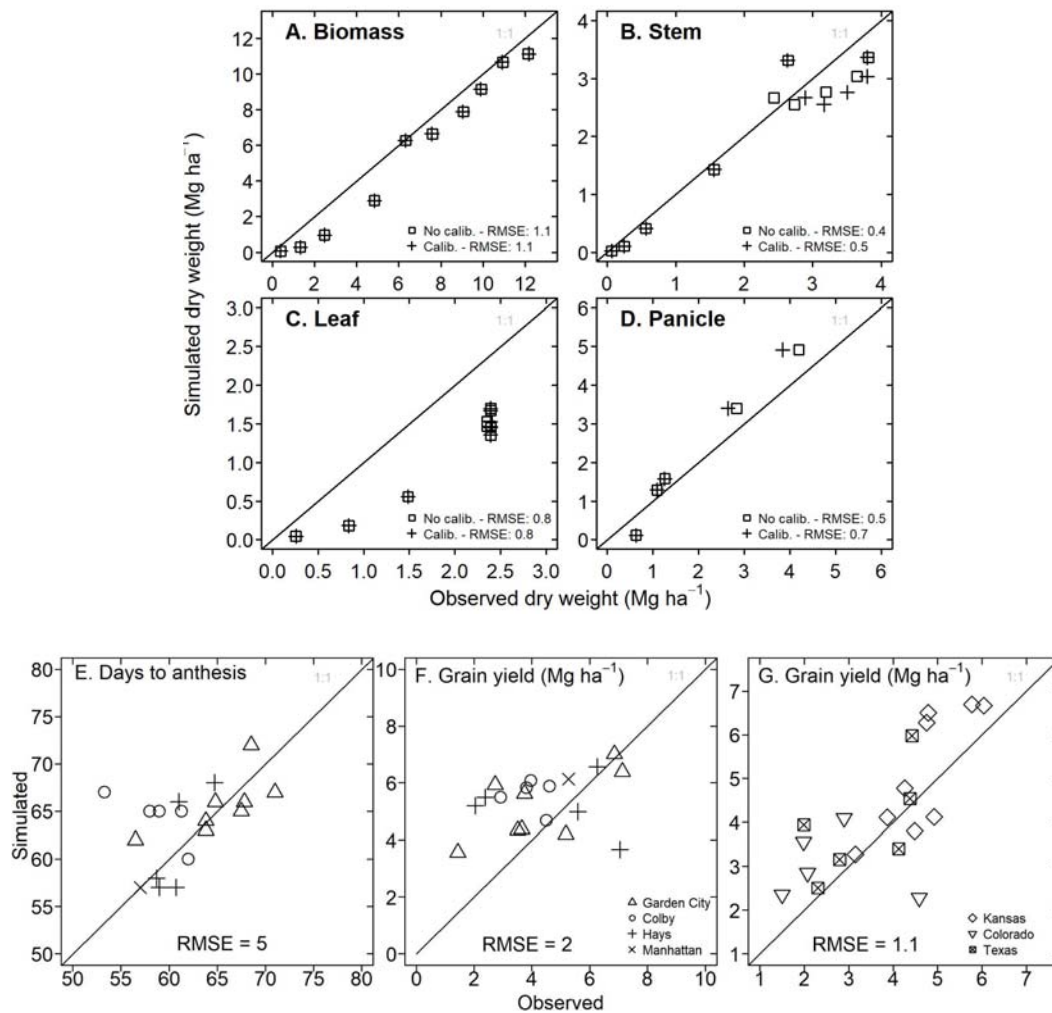 A. Biomass
1:1
12
10
8
6
4
2
0
No calib. - RMSE: 1.1
Calib. - RMSE: 1.1
0 2 4 6 8 10 12
B. Stem
1:1
4
3
2
1
0
No calib. - RMSE: 0.4
Calib. - RMSE: 0.5
0 1 2 3 4
Simulated dry weight (Mg ha⁻¹)
C. Leaf
1:1
3.0
2.5
2.0
1.5
1.0
0.5
0.0
No calib. - RMSE: 0.8
Calib. - RMSE: 0.8
0.0 0.5 1.0 1.5 2.0 2.5 3.0
D. Panicle
1:1
6
5
4
3
2
1
0
No calib. - RMSE: 0.5
Calib. - RMSE: 0.7
0 1 2 3 4 5 6
Observed dry weight (Mg ha⁻¹)
E. Days to anthesis
1:1
80
75
70
65
60
55
50
RMSE = 5
50 55 60 65 70 75 80
F. Grain yield (Mg ha⁻¹)
1:1
10
8
6
4
2
0
Garden City
Colby
Hays
Manhattan
RMSE = 2
0 2 4 6 8 10
G. Grain yield (Mg ha⁻¹)
1:1
7
6
5
4
3
2
1
Kansas
Colorado
Texas
RMSE = 1.1
1 2 3 4 5 6 7
Simulated
Observed